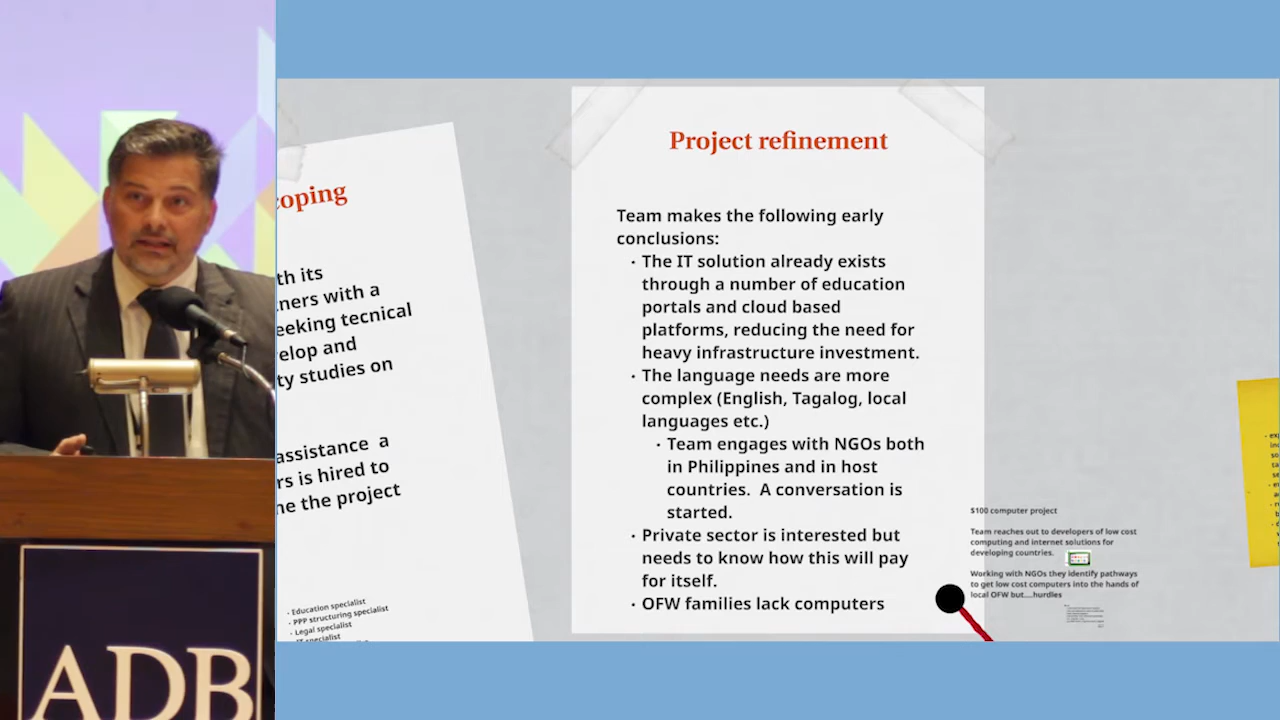 ADB
coping
th its
ners with a
eeking tecnical
elop and
ty studies on
assistance a
rs is hired to
ne the project
· Education specialist
· PPP structuring specialist
· Legal specialist
· IT specialist
Project refinement
Team makes the following early
conclusions:
· The IT solution already exists
through a number of education
portals and cloud based
platforms, reducing the need for
heavy infrastructure investment.
· The language needs are more
complex (English, Tagalog, local
languages etc.)
· Team engages with NGOs both
in Philippines and in host
countries. A conversation is
started.
· Private sector is interested but
needs to know how this will pay
for itself.
· OFW families lack computers
$100 computer project
Team reaches out to developers of low cost
computing and internet solutions for
developing countries.
Working with NGOs they identify pathways
to get low cost computers into the hands of
local OFW but....hurdles